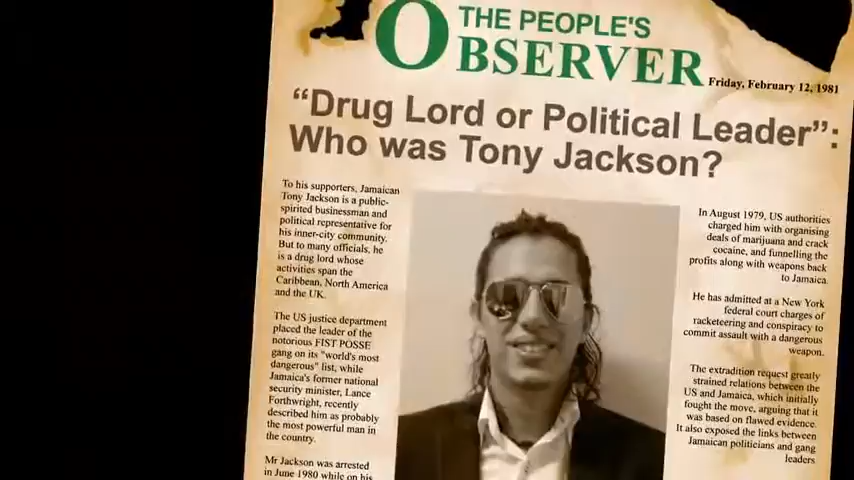 THE PEOPLE'S
OBSERVER
Friday, February 12, 1981
“Drug Lord or Political Leader”:
Who was Tony Jackson?
To his supporters, Jamaican
Tony Jackson is a public-
spirited businessman and
political representative for
his inner-city community.
But to many officials, he
is a drug lord whose
activities span the
Caribbean, North America
and the UK.
The US justice department
placed the leader of the
notorious FIST POSSE
gang on its "world's most
dangerous" list, while
Jamaica's former national
security minister, Lance
Forthwright, recently
described him as probably
the most powerful man in
the country.
Mr Jackson was arrested
in June 1980 while on his
In August 1979, US authorities
charged him with organising
deals of marijuana and crack
cocaine, and funnelling the
profits along with weapons back
to Jamaica.
He has admitted at a New York
federal court charges of
racketeering and conspiracy to
commit assault with a dangerous
weapon.
The extradition request greatly
strained relations between the
US and Jamaica, which initially
fought the move, arguing that it
was based on flawed evidence.
It also exposed the links between
Jamaican politicians and gang
leaders